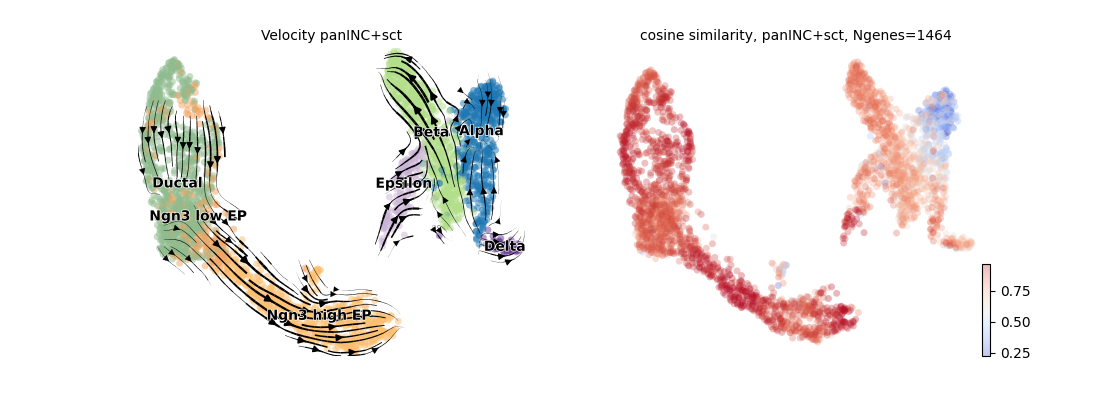 Velocity panINC+sct
cosine similarity, panINC+sct, Ngenes=1464
Beta
Alpha
Ductal
Epsilon
Ngn3 low EP
Delta
Ngn3 high EP
0.75
0.50
0.25